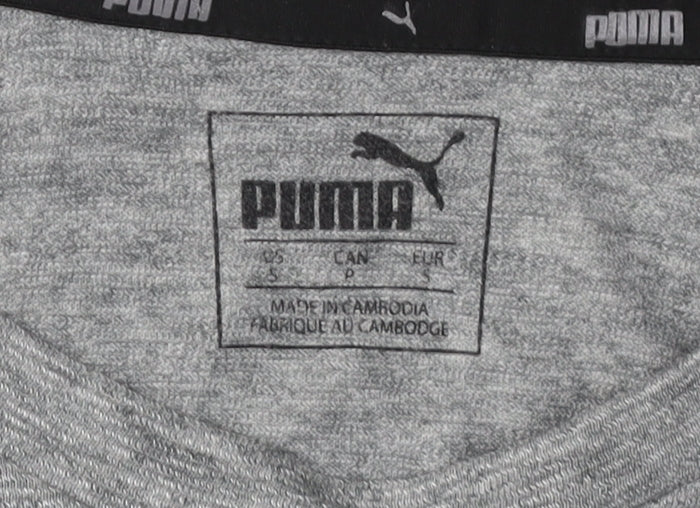 PUMA
PUMA
PUMA
US CAN EUR
S P S
MADE IN CAMBODIA
FABRIQUE AU CAMBODGE